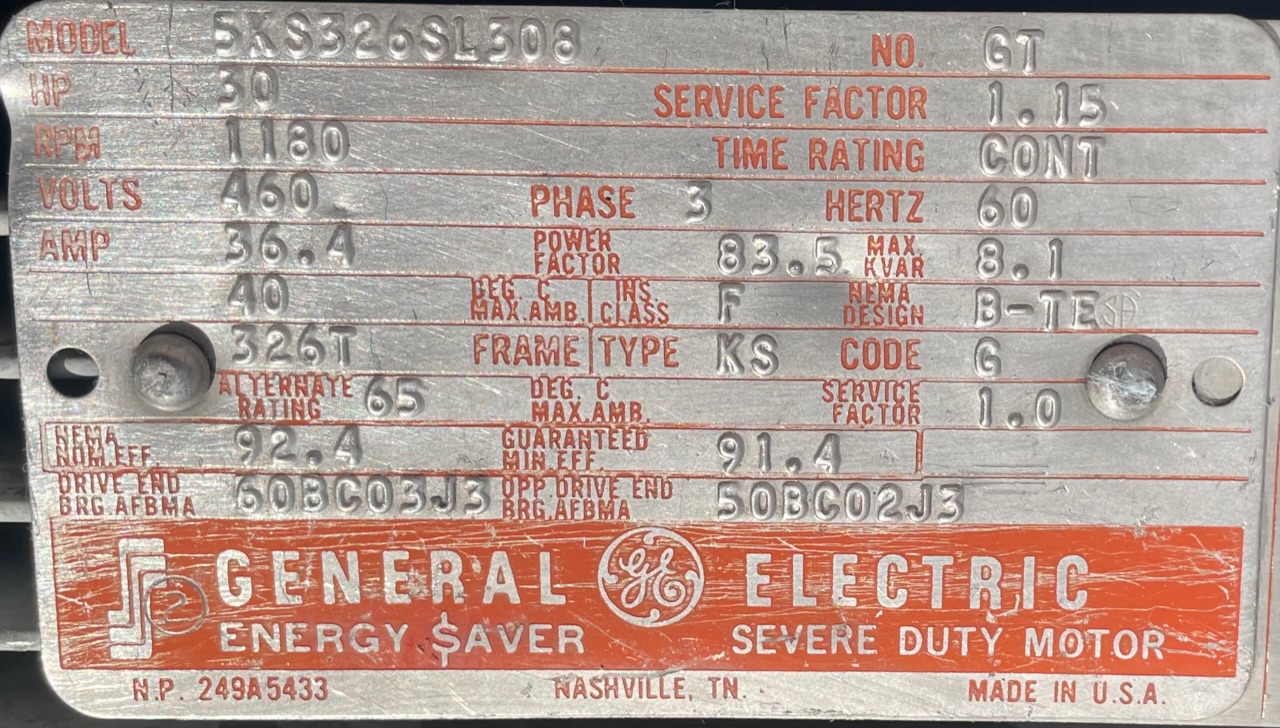 MODEL 5KS326SL308 NO. GT
HP 30 SERVICE FACTOR 1.15
RPM 1180 TIME RATING CONT
VOLTS 460 PHASE 3 HERTZ 60
AMP 36.4 POWER FACTOR 83.5 MAX. KVAR 8.1
40 DEG. C MAX.AMB. INS. CLASS F NEMA DESIGN B-TE SA
326T FRAME TYPE KS CODE G
ALTERNATE RATING 65 DEG. C MAX.AMB. SERVICE FACTOR 1.0
NEMA NOM.EFF. 92.4 GUARANTEED MIN EFF. 91.4
DRIVE END BRG.AFBMA 60BC03J3 OPP.DRIVE END BRG.AFBMA 50BC02J3
2 GENERAL GE ELECTRIC
ENERGY $AVER SEVERE DUTY MOTOR
N.P. 249A5433 NASHVILLE, TN. MADE IN U.S.A.